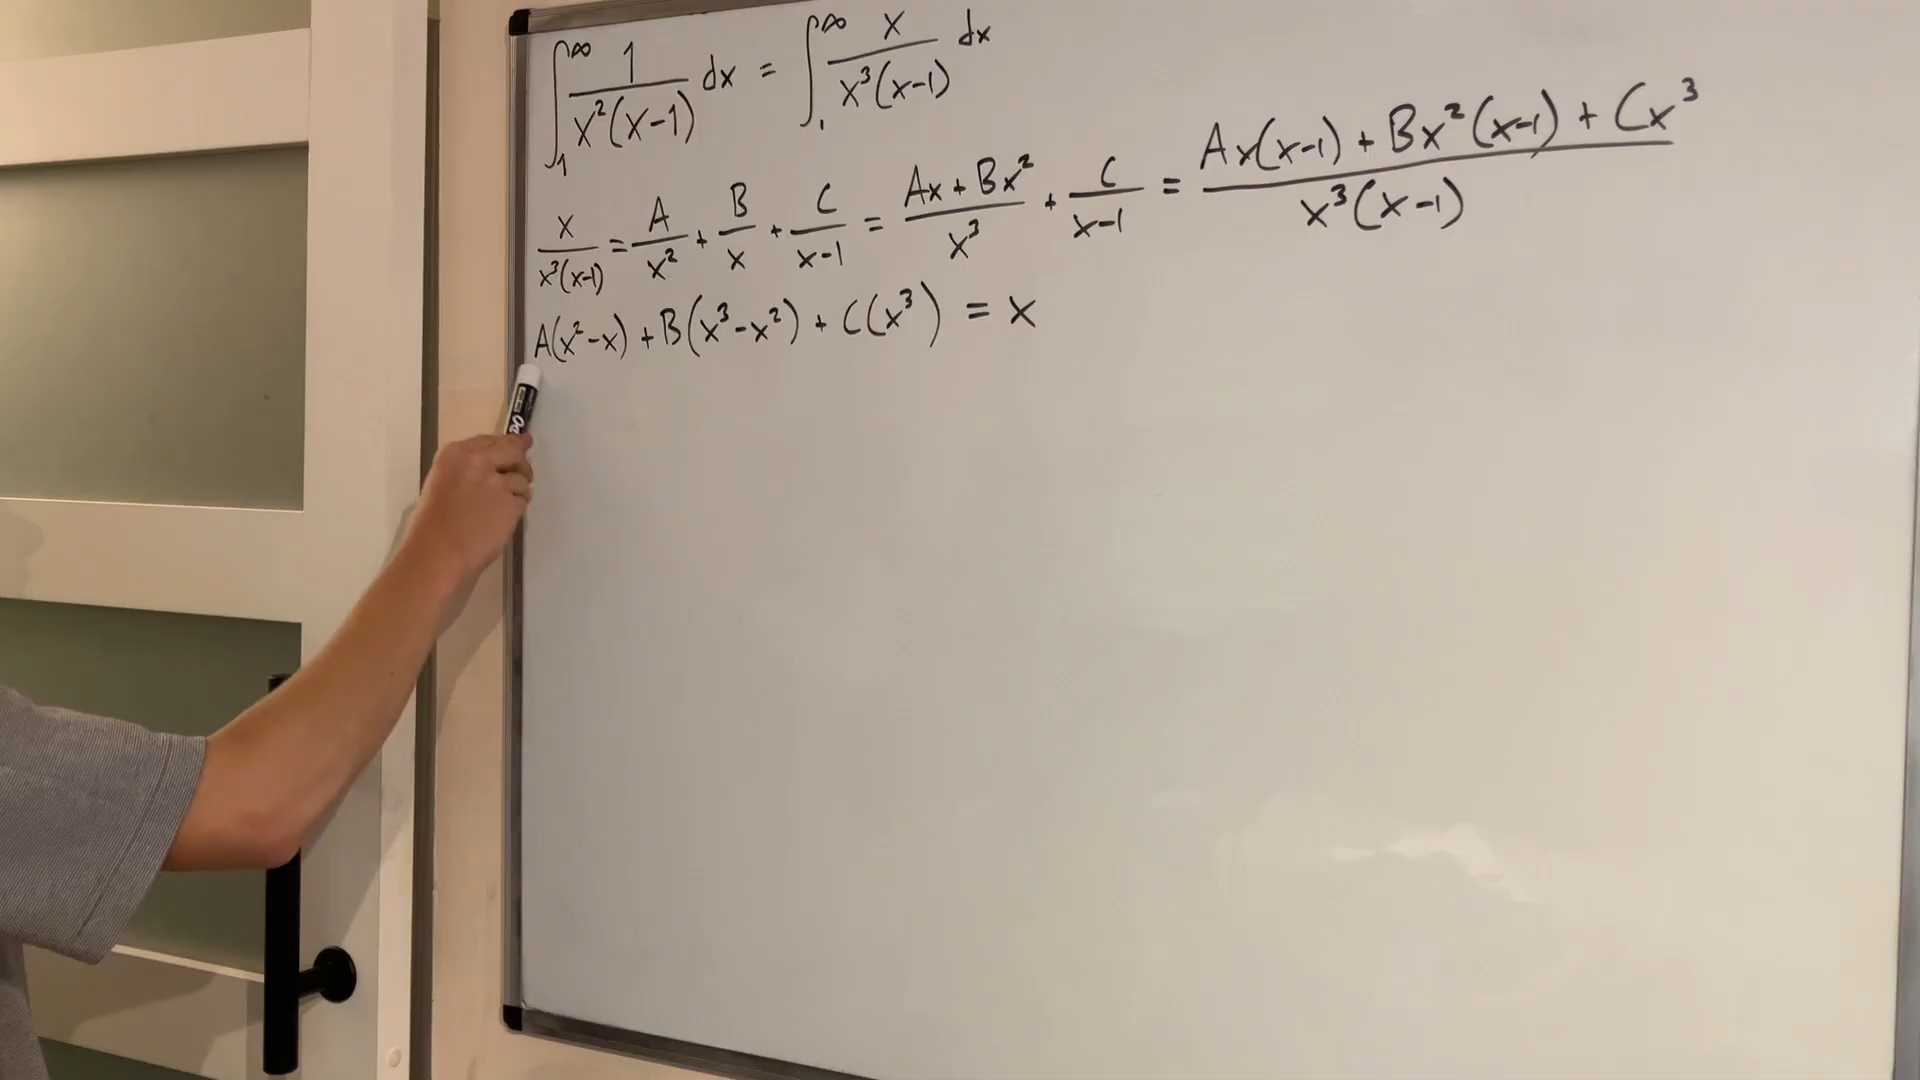 ∫₁^∞ 1/(x²(x-1)) dx = ∫₁^∞ x/(x³(x-1)) dx
x/(x³(x-1)) = A/x² + B/x + C/(x-1) = (Ax + Bx²)/x³ + C/(x-1) = (Ax(x-1) + Bx²(x-1) + Cx³)/(x³(x-1))
A(x²-x) + B(x³-x²) + C(x³) = x